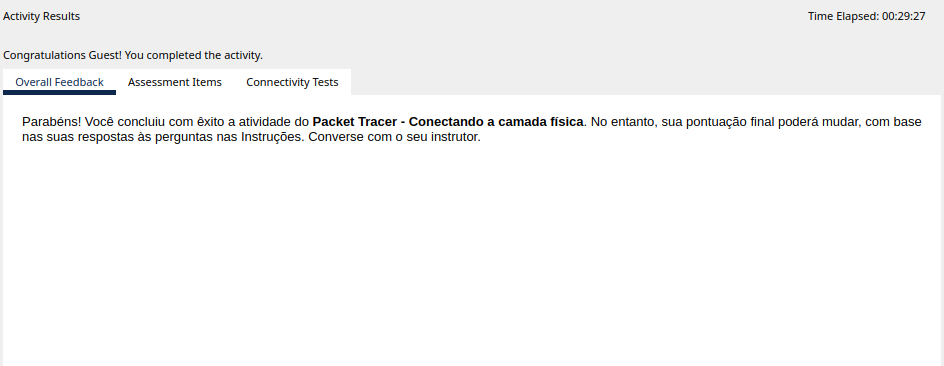 Activity Results
Time Elapsed: 00:29:27
Congratulations Guest! You completed the activity.
Overall Feedback
Assessment Items
Connectivity Tests
Parabéns! Você concluiu com êxito a atividade do Packet Tracer - Conectando a camada física. No entanto, sua pontuação final poderá mudar, com base
nas suas respostas às perguntas nas Instruções. Converse com o seu instrutor.